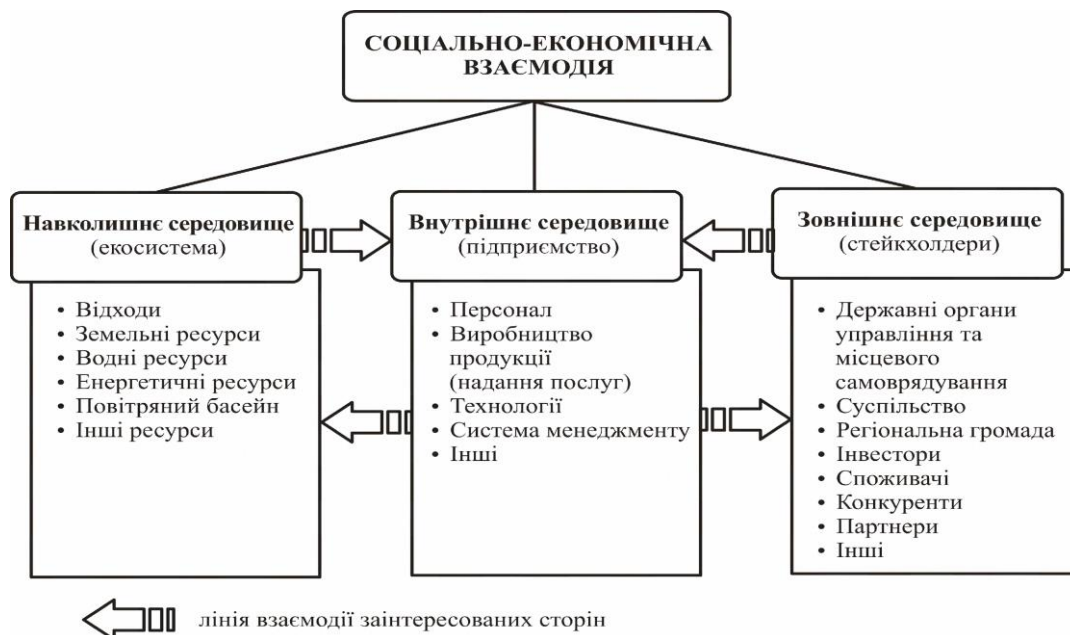 СОЦІАЛЬНО-ЕКОНОМІЧНА
ВЗАЄМОДІЯ
Навколишнє середовище
(екосистема)
• Відходи
• Земельні ресурси
• Водні ресурси
• Енергетичні ресурси
• Повітряний басейн
• Інші ресурси
Внутрішнє середовище
(підприємство)
• Персонал
• Виробництво
продукції
(надання послуг)
• Технології
• Система менеджменту
• Інші
Зовнішнє середовище
(стейкхолдери)
• Державні органи
управління та
місцевого
самоврядування
• Суспільство
• Регіональна громада
• Інвестори
• Споживачі
• Конкуренти
• Партнери
• Інші
лінія взаємодії заінтересованих сторін